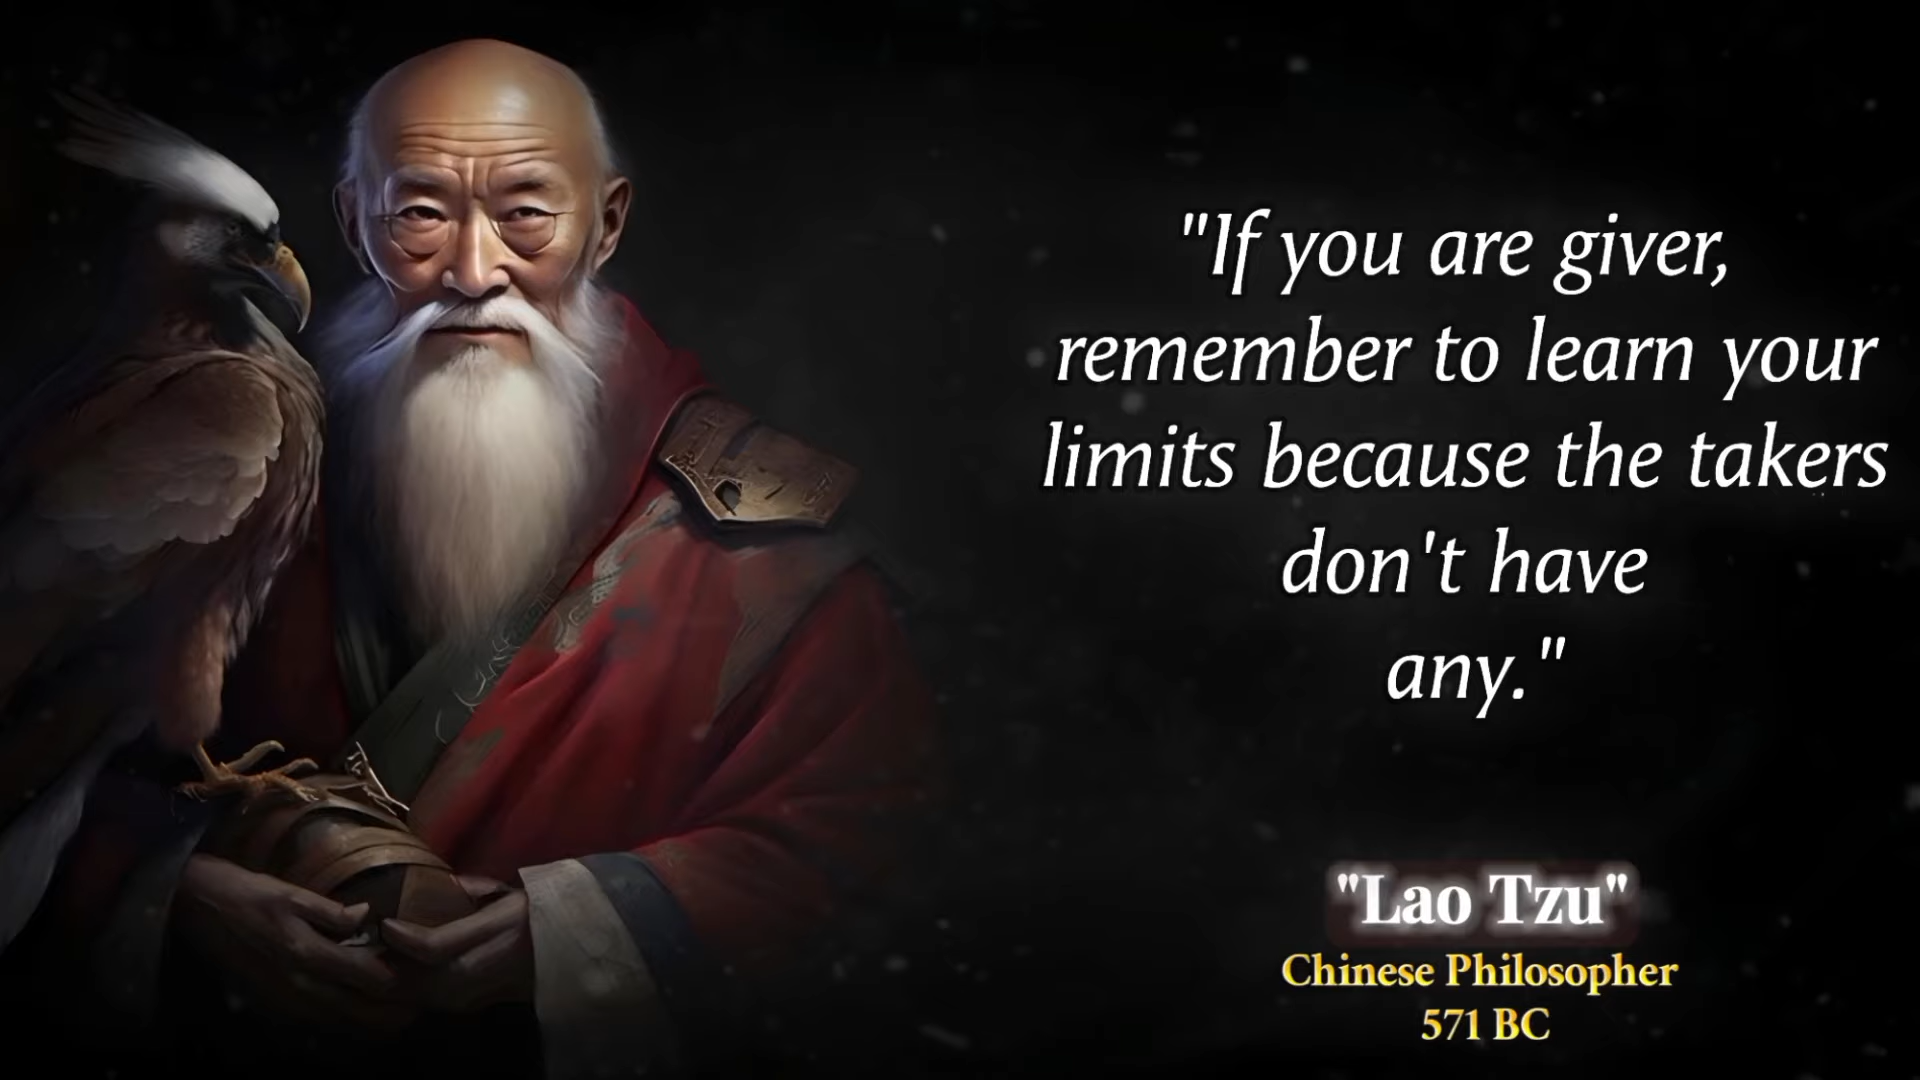 "If you are giver,
remember to learn your
limits because the takers
don't have
any."
"Lao Tzu"
Chinese Philosopher
571 BC